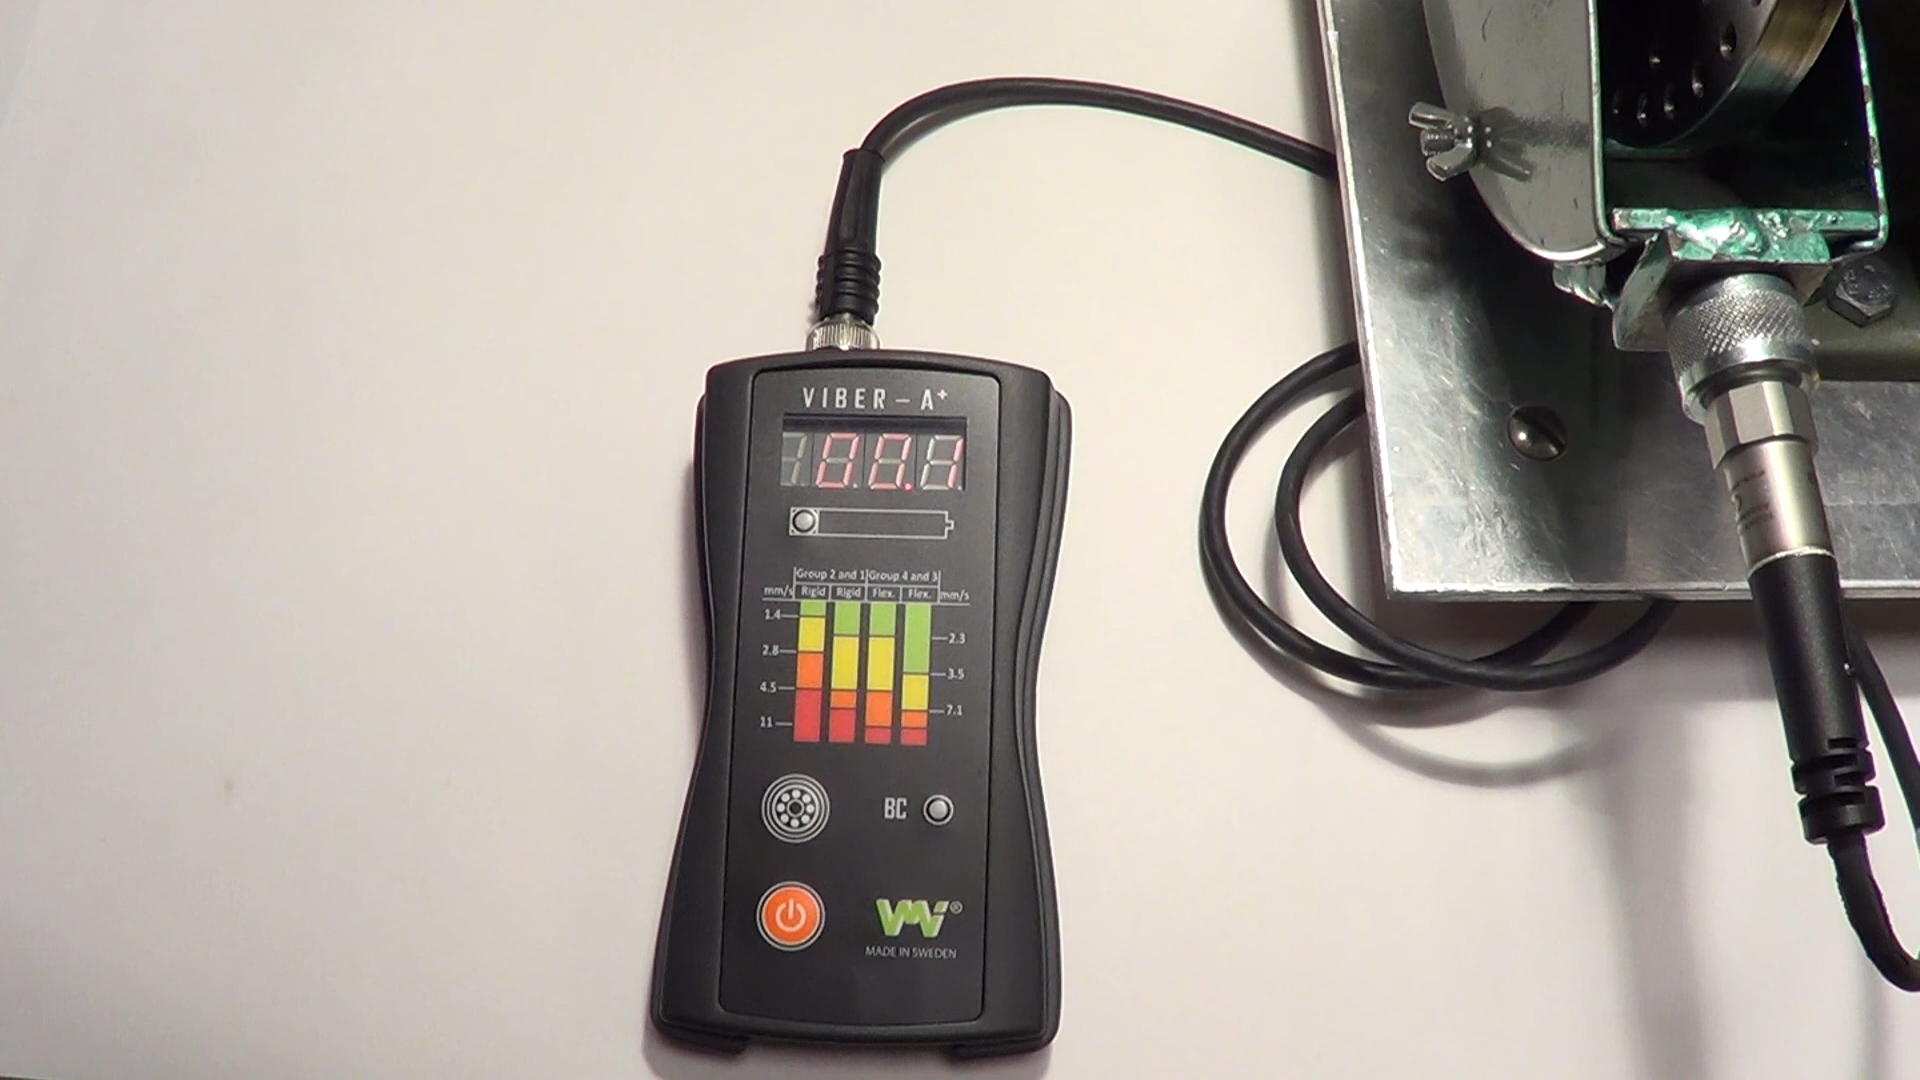 VIBER-A+
00.1
Group 2 and 1 Group 4 and 3
mm/s Rigid Rigid Flex. Flex. mm/s
1.4
2.3
2.8
3.5
4.5
7.1
11
BC
VMI®
MADE IN SWEDEN